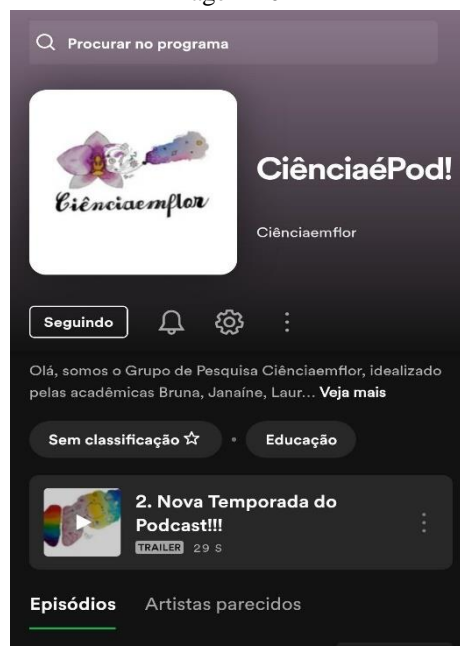 Procurar no programa
Ciênciaemflor
CiênciaéPod!
Ciênciaemflor
Seguindo
Olá, somos o Grupo de Pesquisa Ciênciaemflor, idealizado
pelas acadêmicas Bruna, Janaíne, Laur... Veja mais
Sem classificação
Educação
2. Nova Temporada do
Podcast!!!
TRAILER 29 S
Episódios Artistas parecidos